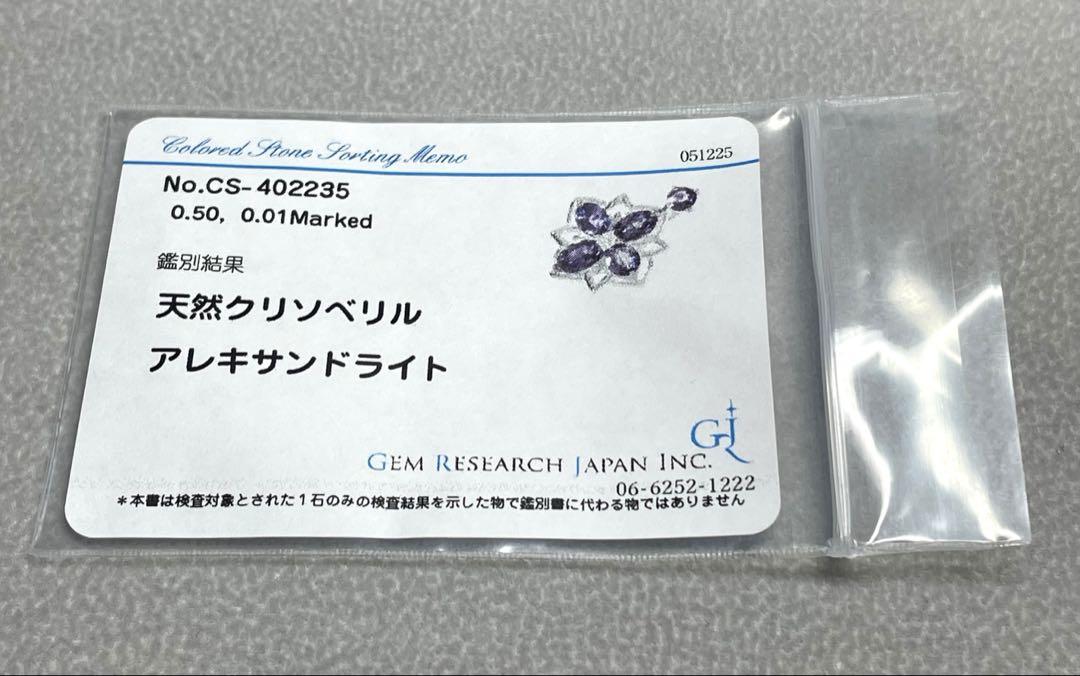 Colored Stone Sorting Memo
051225
No.CS-402235
0.50, 0.01Marked
鑑別結果
天然クリソベリル
アレキサンドライト
GRJ
GEM RESEARCH JAPAN INC.
06-6252-1222
*本書は検査対象とされた1石のみの検査結果を示した物で鑑別書に代わる物ではありません